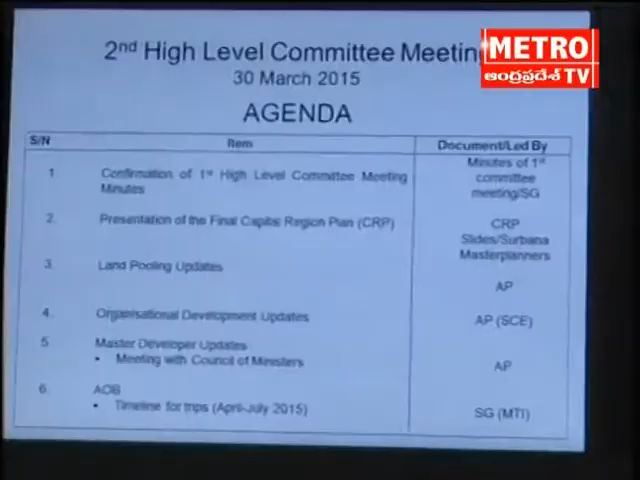 2nd High Level Committee Meeting
30 March 2015
METRO
ఆంధ్రప్రదేశ్ TV
AGENDA
S/N Item Document/Led By
1 Confirmation of 1st High Level Committee Meeting Minutes of 1st
Minutes committee
meeting/SG
2. Presentation of the Final Capital Region Plan (CRP) CRP
Slides/Surbana
Masterplanners
3. Land Pooling Updates
AP
4. Organisational Development Updates AP (SCE)
5. Master Developer Updates
• Meeting with Council of Ministers AP
6. AOB
• Timeline for trips (April-July 2015) SG (MTI)